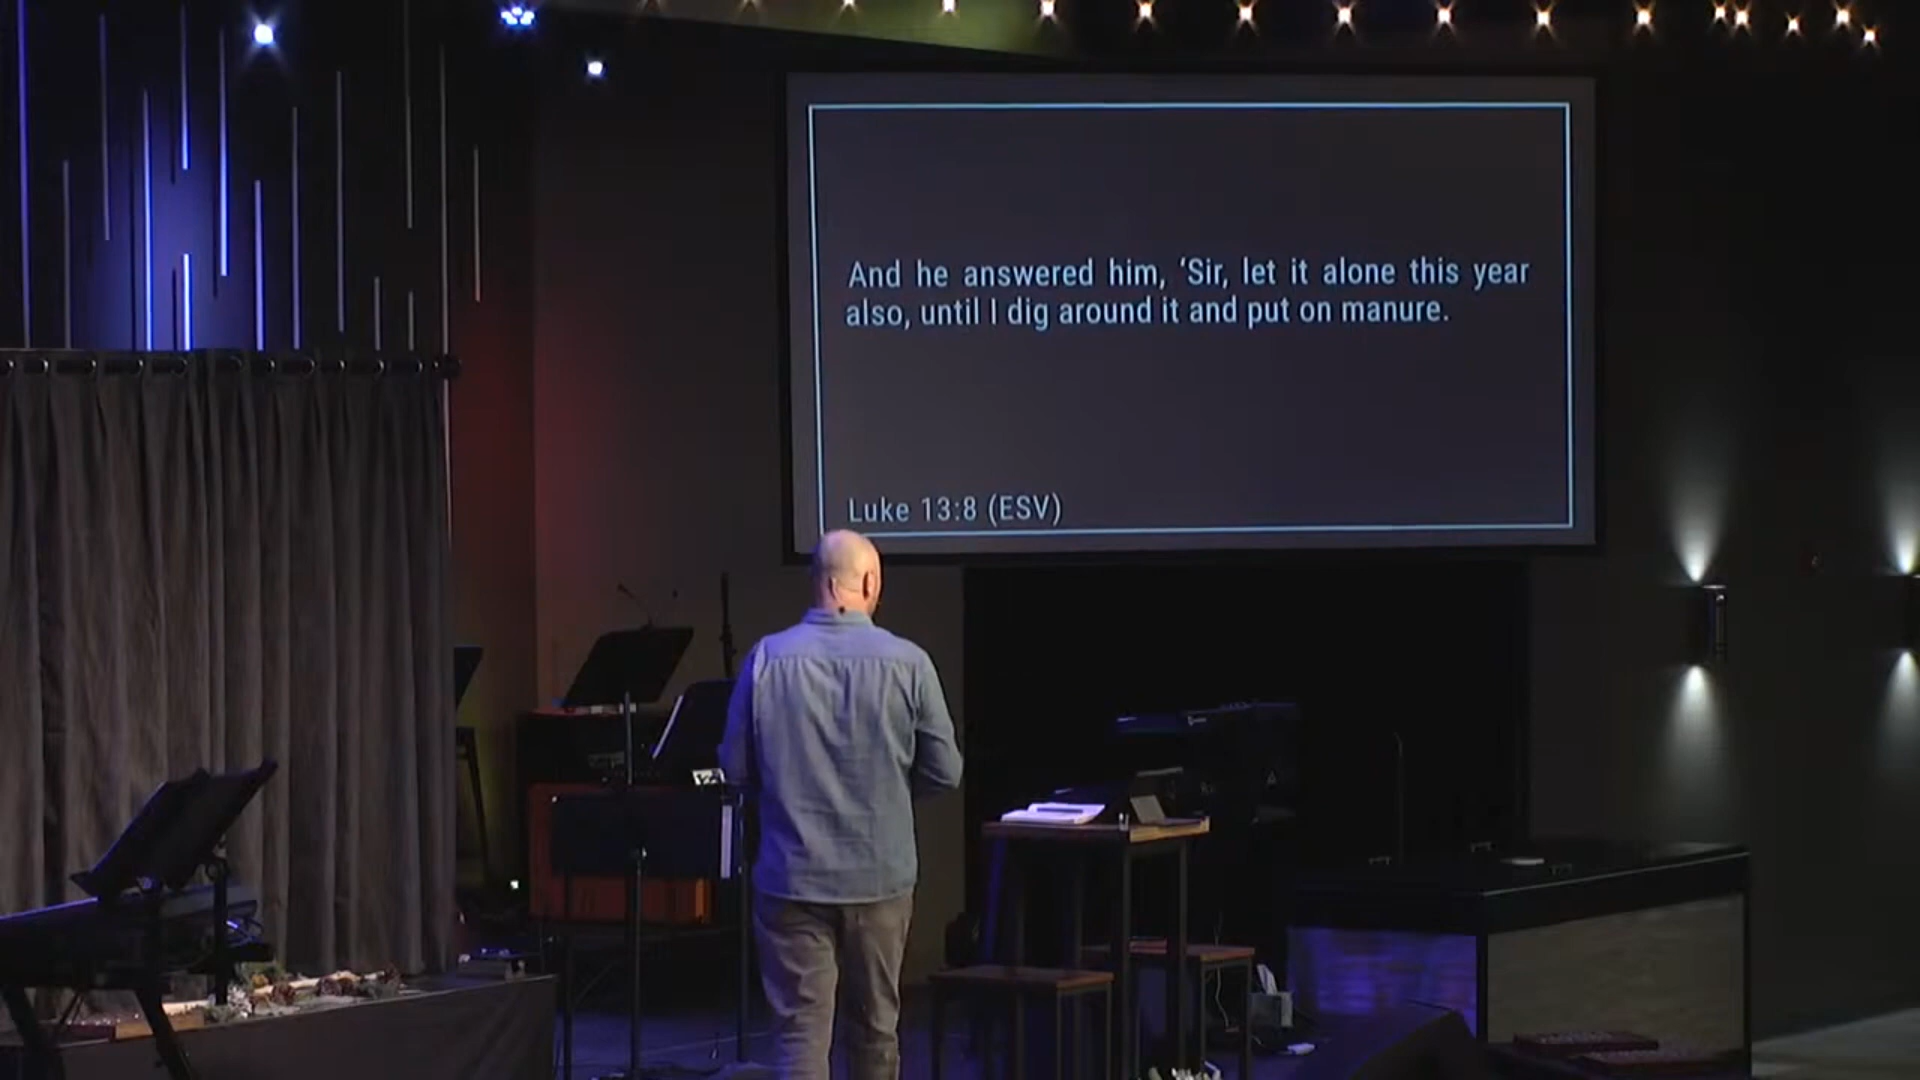 And he answered him, ‘Sir, let it alone this year
also, until I dig around it and put on manure.
Luke 13:8 (ESV)